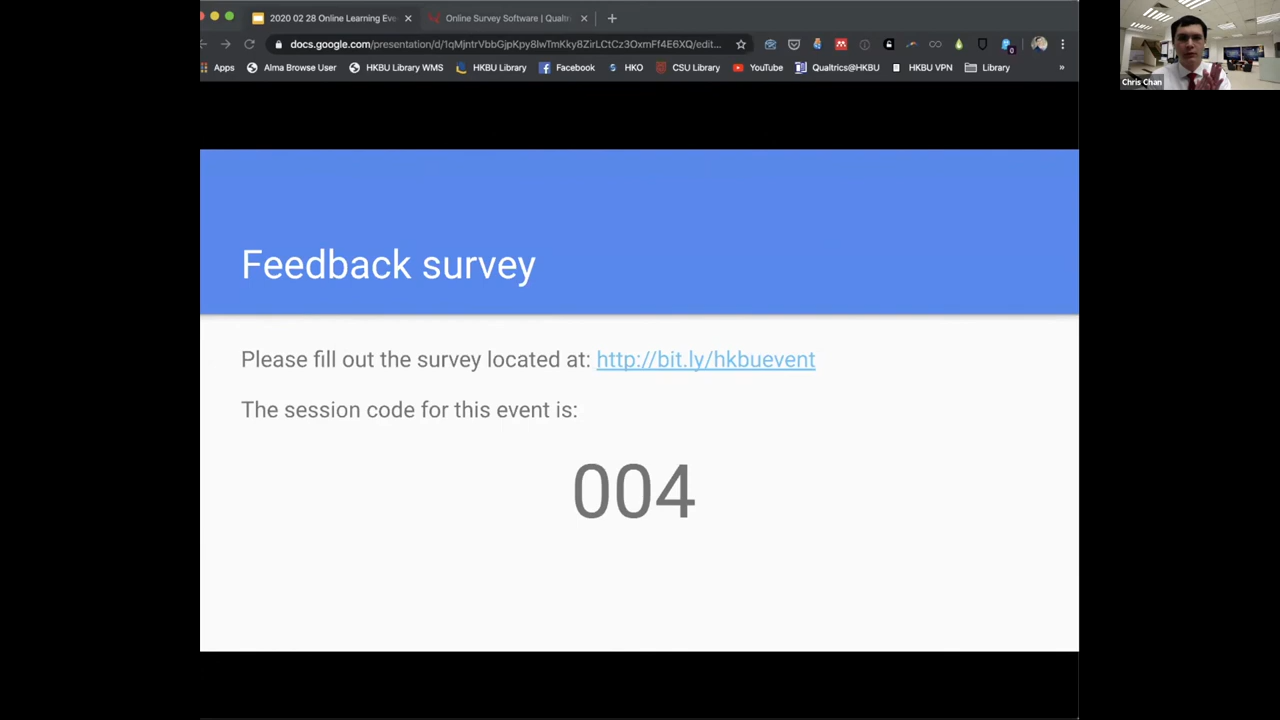 2020 02 28 Online Learning Eve
Online Survey Software | Qualtr
docs.google.com/presentation/d/1qMjntrVbbGjpKpy8lwTmKky8ZirLCtCz3OxmFf4E6XQ/edit...
Apps
Alma Browse User
HKBU Library WMS
HKBU Library
Facebook
HKO
CSU Library
YouTube
Qualtrics@HKBU
HKBU VPN
Library
»
Chris Chan
Feedback survey
Please fill out the survey located at: http://bit.ly/hkbuevent
The session code for this event is:
004